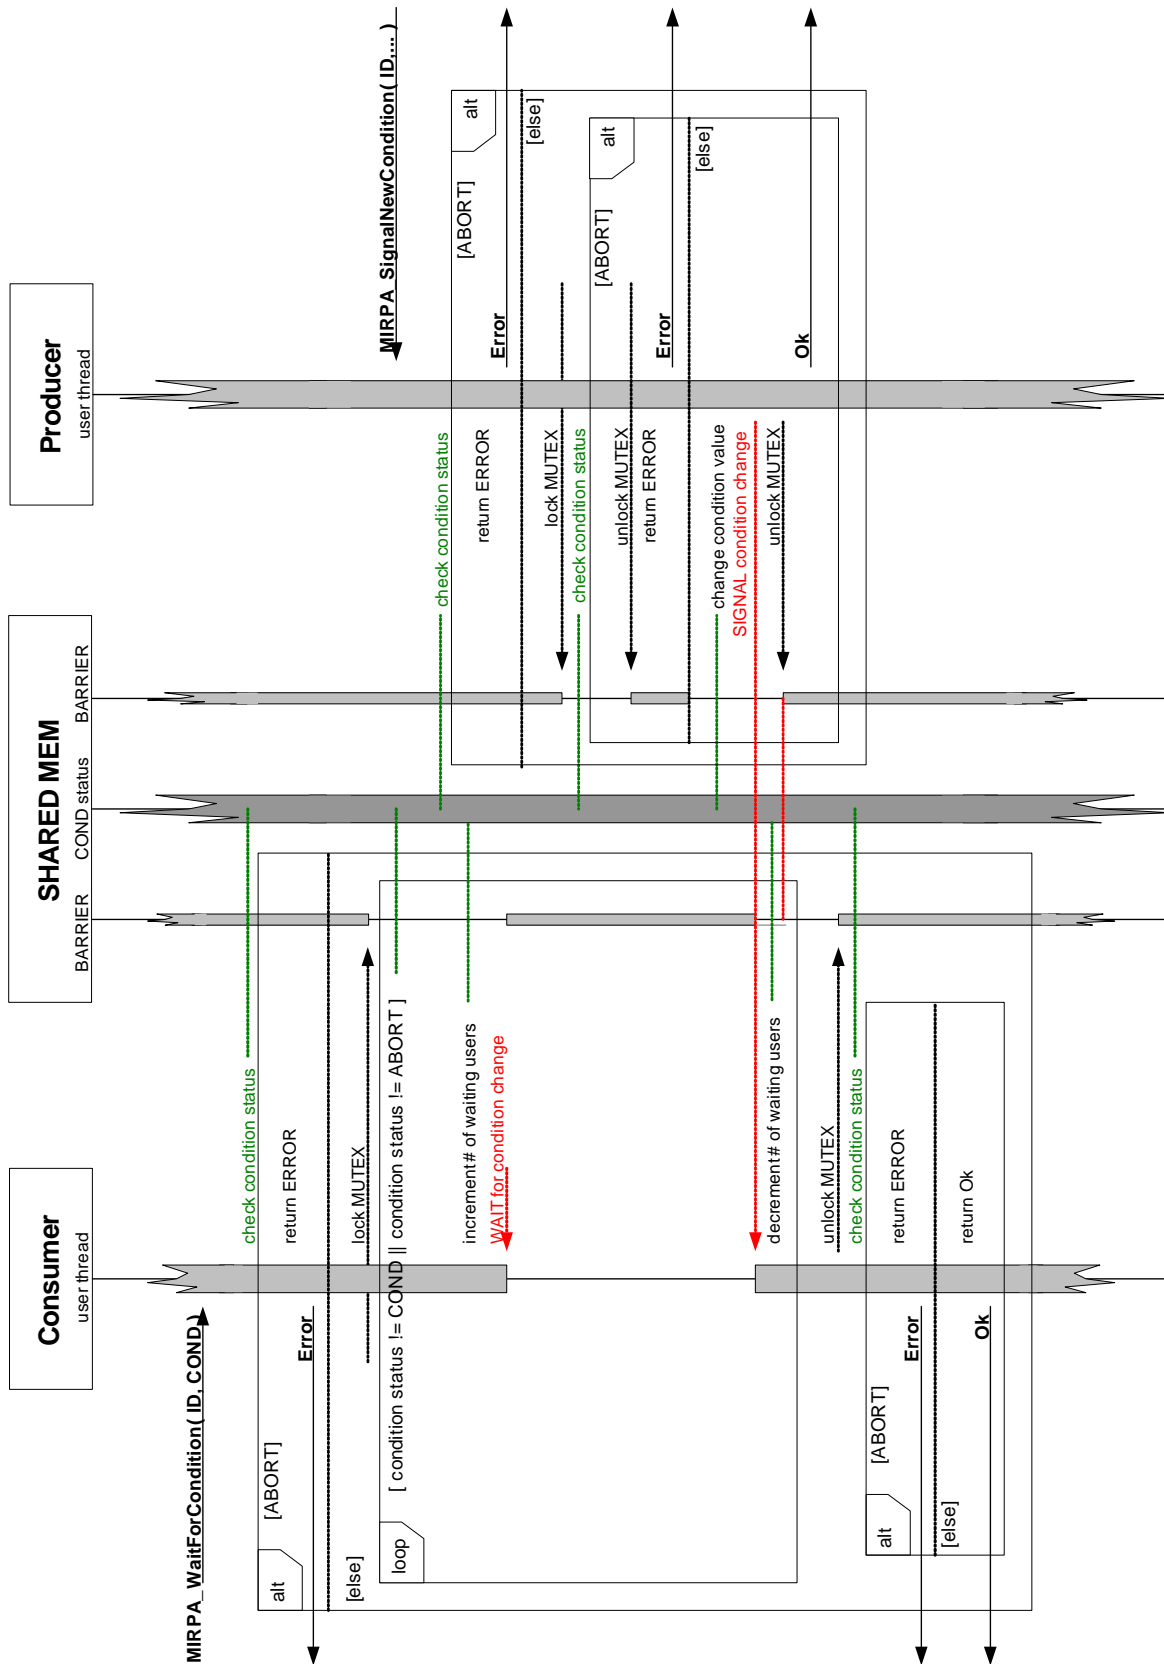 Consumer
user thread
SHARED MEM
BARRIER COND status BARRIER
Producer
user thread
MIRPA_WaitForCondition( ID, COND )
check condition status
alt
[ABORT]
return ERROR
Error
[else]
lock MUTEX
MIRPA_SignalNewCondition( ID,... )
loop
[ condition status != COND || condition status != ABORT ]
check condition status
alt
[ABORT]
increment # of waiting users
return ERROR
WAIT for condition change
Error
[else]
lock MUTEX
check condition status
alt
[ABORT]
unlock MUTEX
return ERROR
Error
[else]
change condition value
SIGNAL condition change
decrement # of waiting users
unlock MUTEX
Ok
unlock MUTEX
check condition status
alt
[ABORT]
return ERROR
Error
[else]
return Ok
Ok